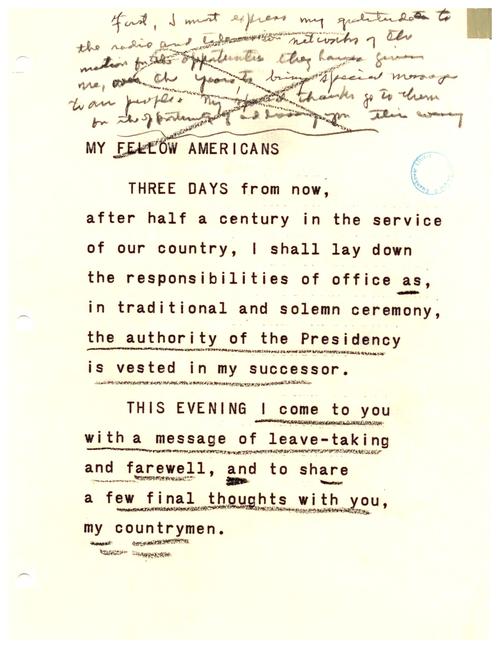 First, I must express my gratitude to
the radio and television networks of the
nation for the opportunities they have given
me, over the years, to bring special messages
to our people. My special thanks go to them
for the opportunity of addressing you this evening
MY FELLOW AMERICANS
THREE DAYS from now,
after half a century in the service
of our country, I shall lay down
the responsibilities of office as,
in traditional and solemn ceremony,
the authority of the Presidency
is vested in my successor.
THIS EVENING I come to you
with a message of leave-taking
and farewell, and to share
a few final thoughts with you,
my countrymen.